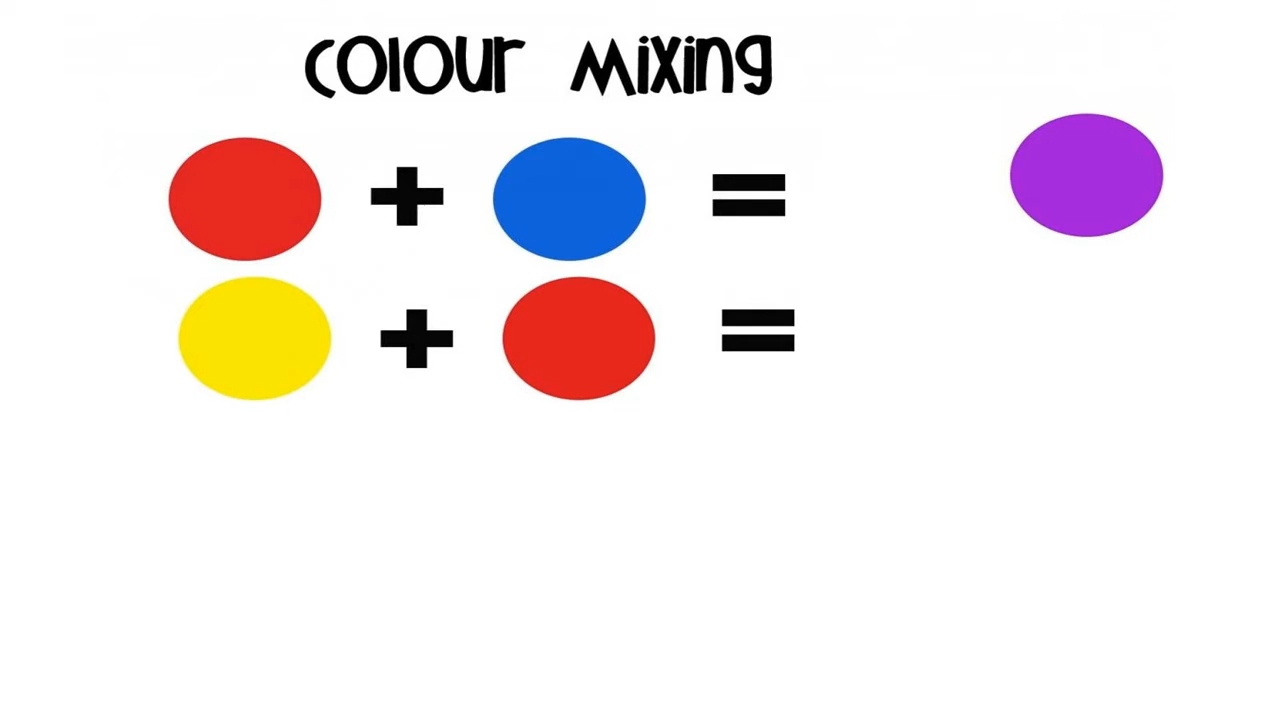 colour Mixing
+ =
+ =